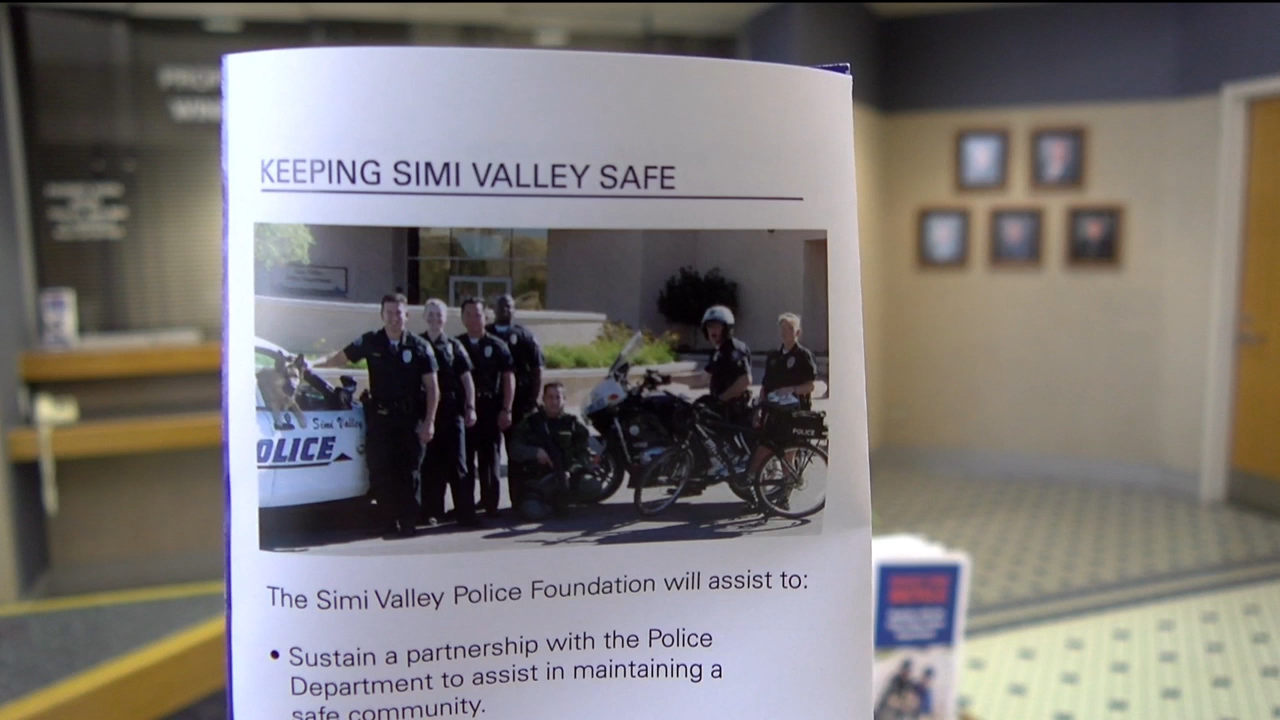 KEEPING SIMI VALLEY SAFE
Simi Valley
OLICE
POLICE
The Simi Valley Police Foundation will assist to:
• Sustain a partnership with the Police
Department to assist in maintaining a
safe community.